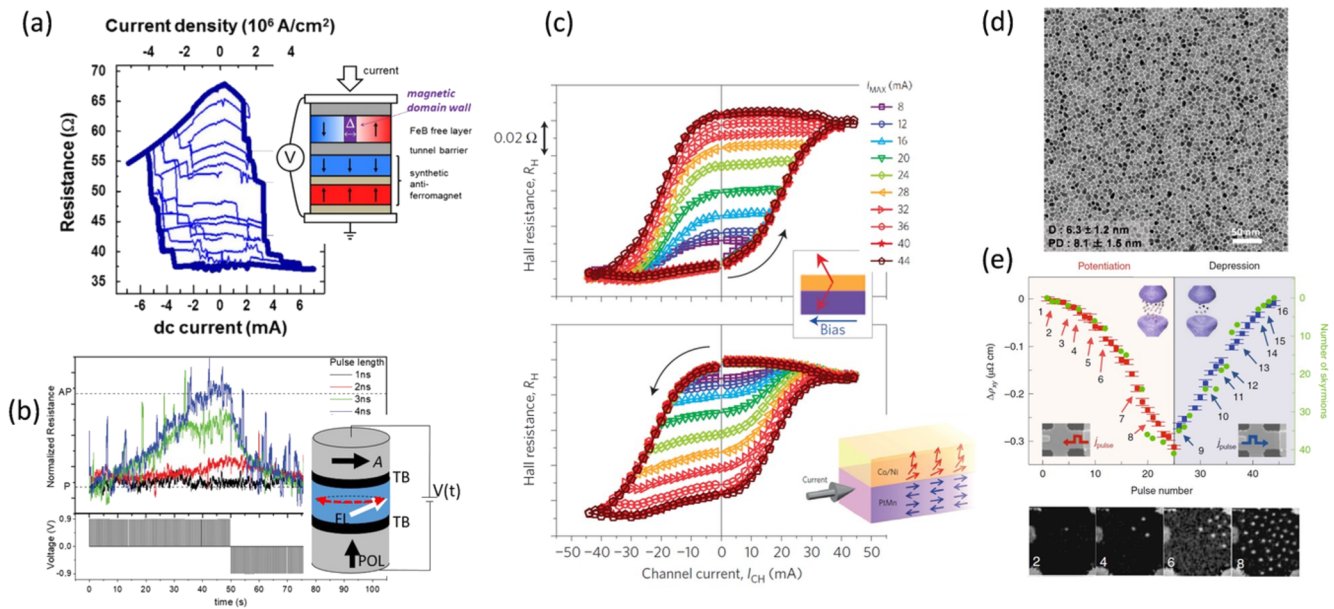 (a)
Current density (10⁶ A/cm²)
-4 -2 0 2 4
Resistance (Ω)
70
65
60
55
50
45
40
35
-6 -4 -2 0 2 4 6
dc current (mA)
current
magnetic
domain wall
Δ
V
FeB free layer
tunnel barrier
synthetic
anti-
ferromagnet
(b)
Normalized Resistance
AP
P
Pulse length
1ns
2ns
3ns
4ns
Voltage (V)
0.9
0.0
-0.9
0 10 20 30 40 50 60 70 80 90 100
time (s)
A
TB
FL
TB
POL
V(t)
(c)
0.02 Ω
Hall resistance, R_H
I_MAX (mA)
8
12
16
20
24
28
32
36
40
44
Bias
Hall resistance, R_H
Co/Ni
PtMn
Current
−50 −40 −30 −20 −10 0 10 20 30 40 50
Channel current, I_CH (mA)
(d)
D : 6.3 ± 1.2 nm
PD : 8.1 ± 1.5 nm
50 nm
(e)
Potentiation
Depression
Δρxy (μΩ cm)
0
−0.1
−0.2
−0.3
1
2
3
4
5
6
7
8
9
10
11
12
13
14
15
16
i_pulse
i_pulse
0
10
20
30
40
Number of skyrmions
0 10 20 30 40
Pulse number
2
4
6
8